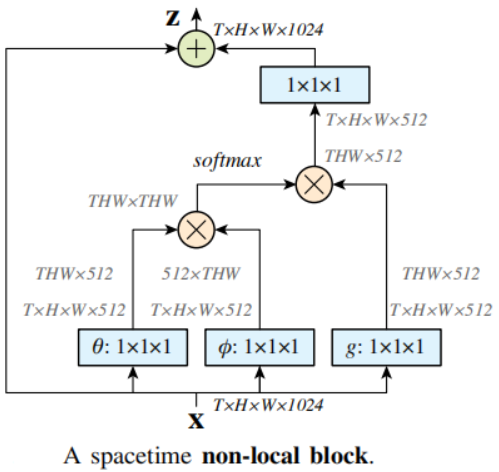 z
T×H×W×1024
+
1×1×1
T×H×W×512
softmax
THW×512
×
THW×THW
×
THW×512
512×THW
THW×512
T×H×W×512
T×H×W×512
T×H×W×512
θ: 1×1×1
ϕ: 1×1×1
g: 1×1×1
x
T×H×W×1024
A spacetime non-local block.